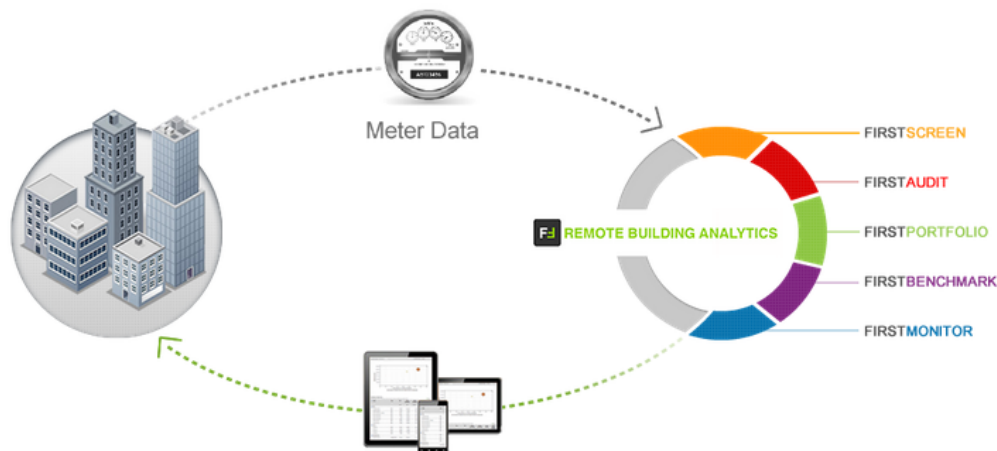 Meter Data
FIRSTSCREEN
FIRSTAUDIT
FIRSTPORTFOLIO
REMOTE BUILDING ANALYTICS
FIRSTBENCHMARK
FIRSTMONITOR